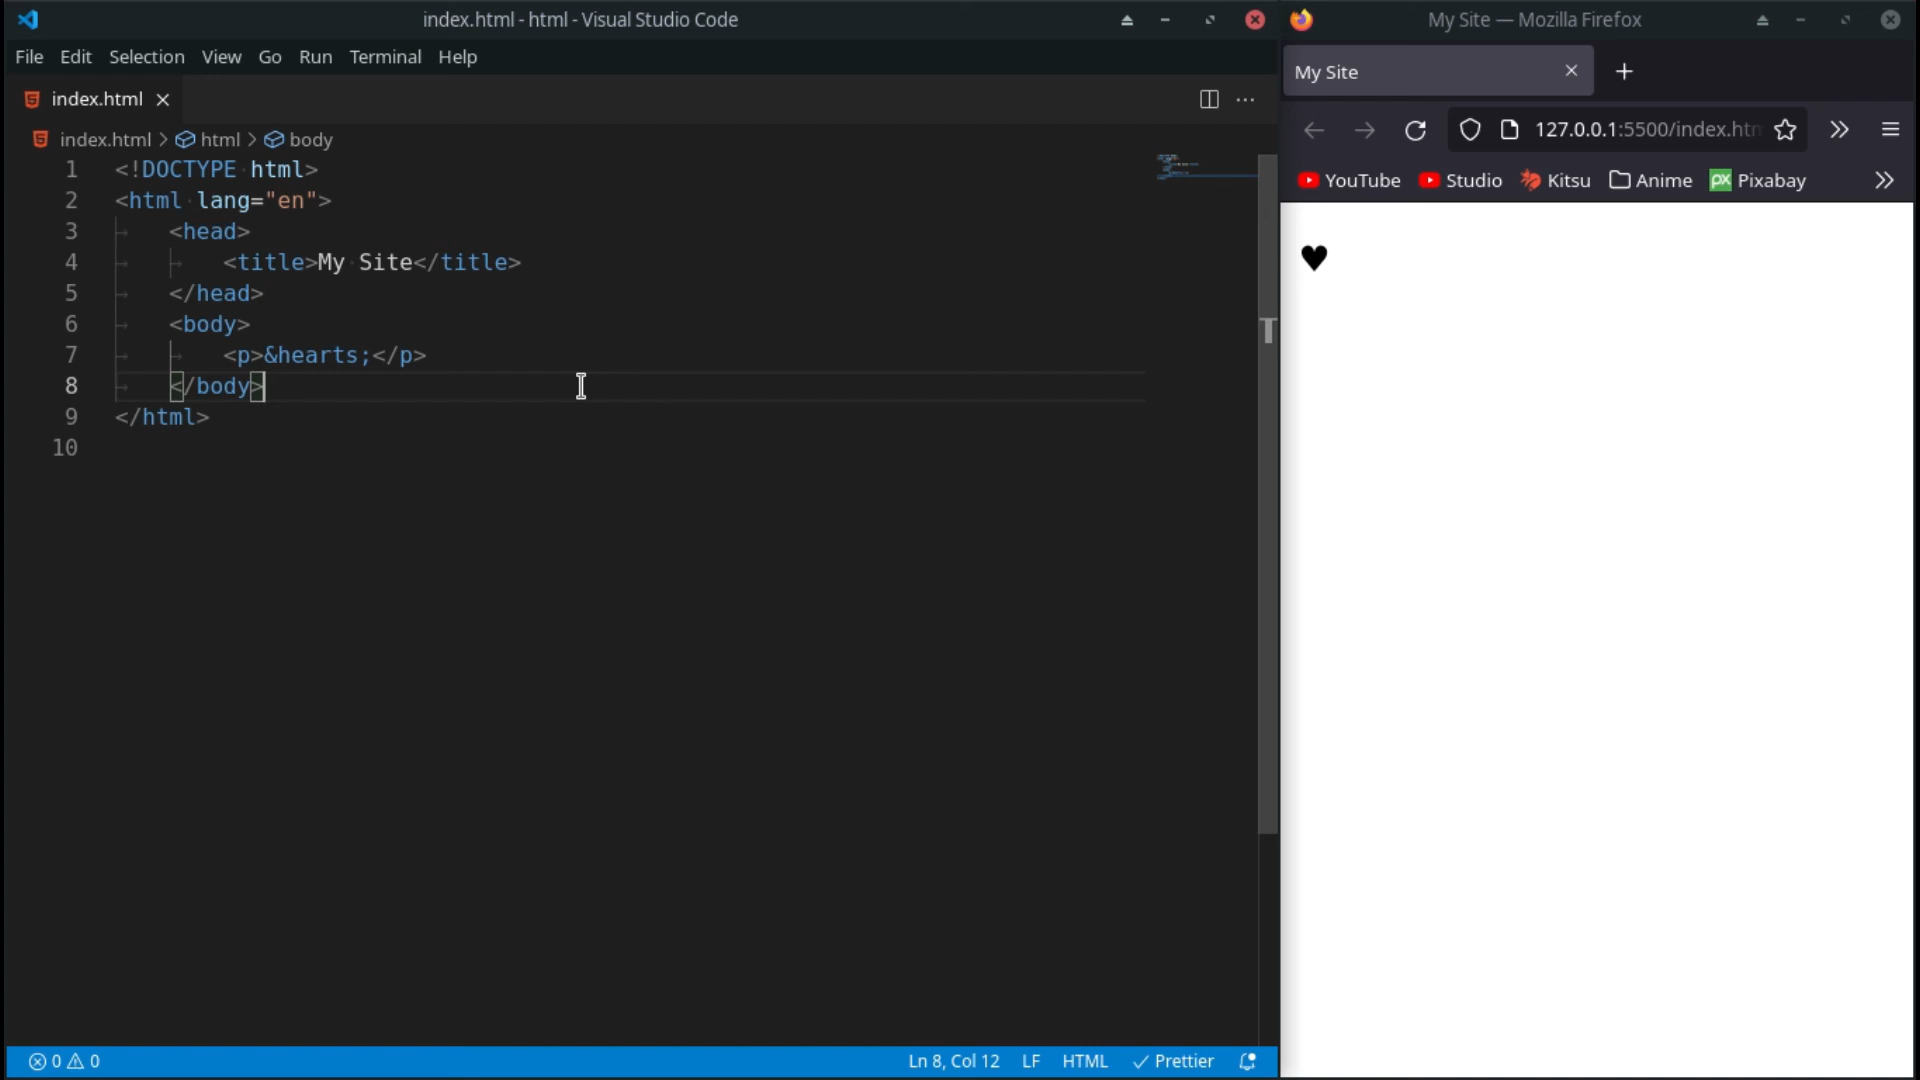 index.html - html - Visual Studio Code
File Edit Selection View Go Run Terminal Help
index.html
index.html > html > body
1 <!DOCTYPE html>
2 <html lang="en">
3 <head>
4 <title>My Site</title>
5 </head>
6 <body>
7 <p>&hearts;</p>
8 </body>
9 </html>
10
0 0 Ln 8, Col 12 LF HTML Prettier
My Site — Mozilla Firefox
My Site
127.0.0.1:5500/index.htm
YouTube Studio Kitsu Anime px Pixabay
♥